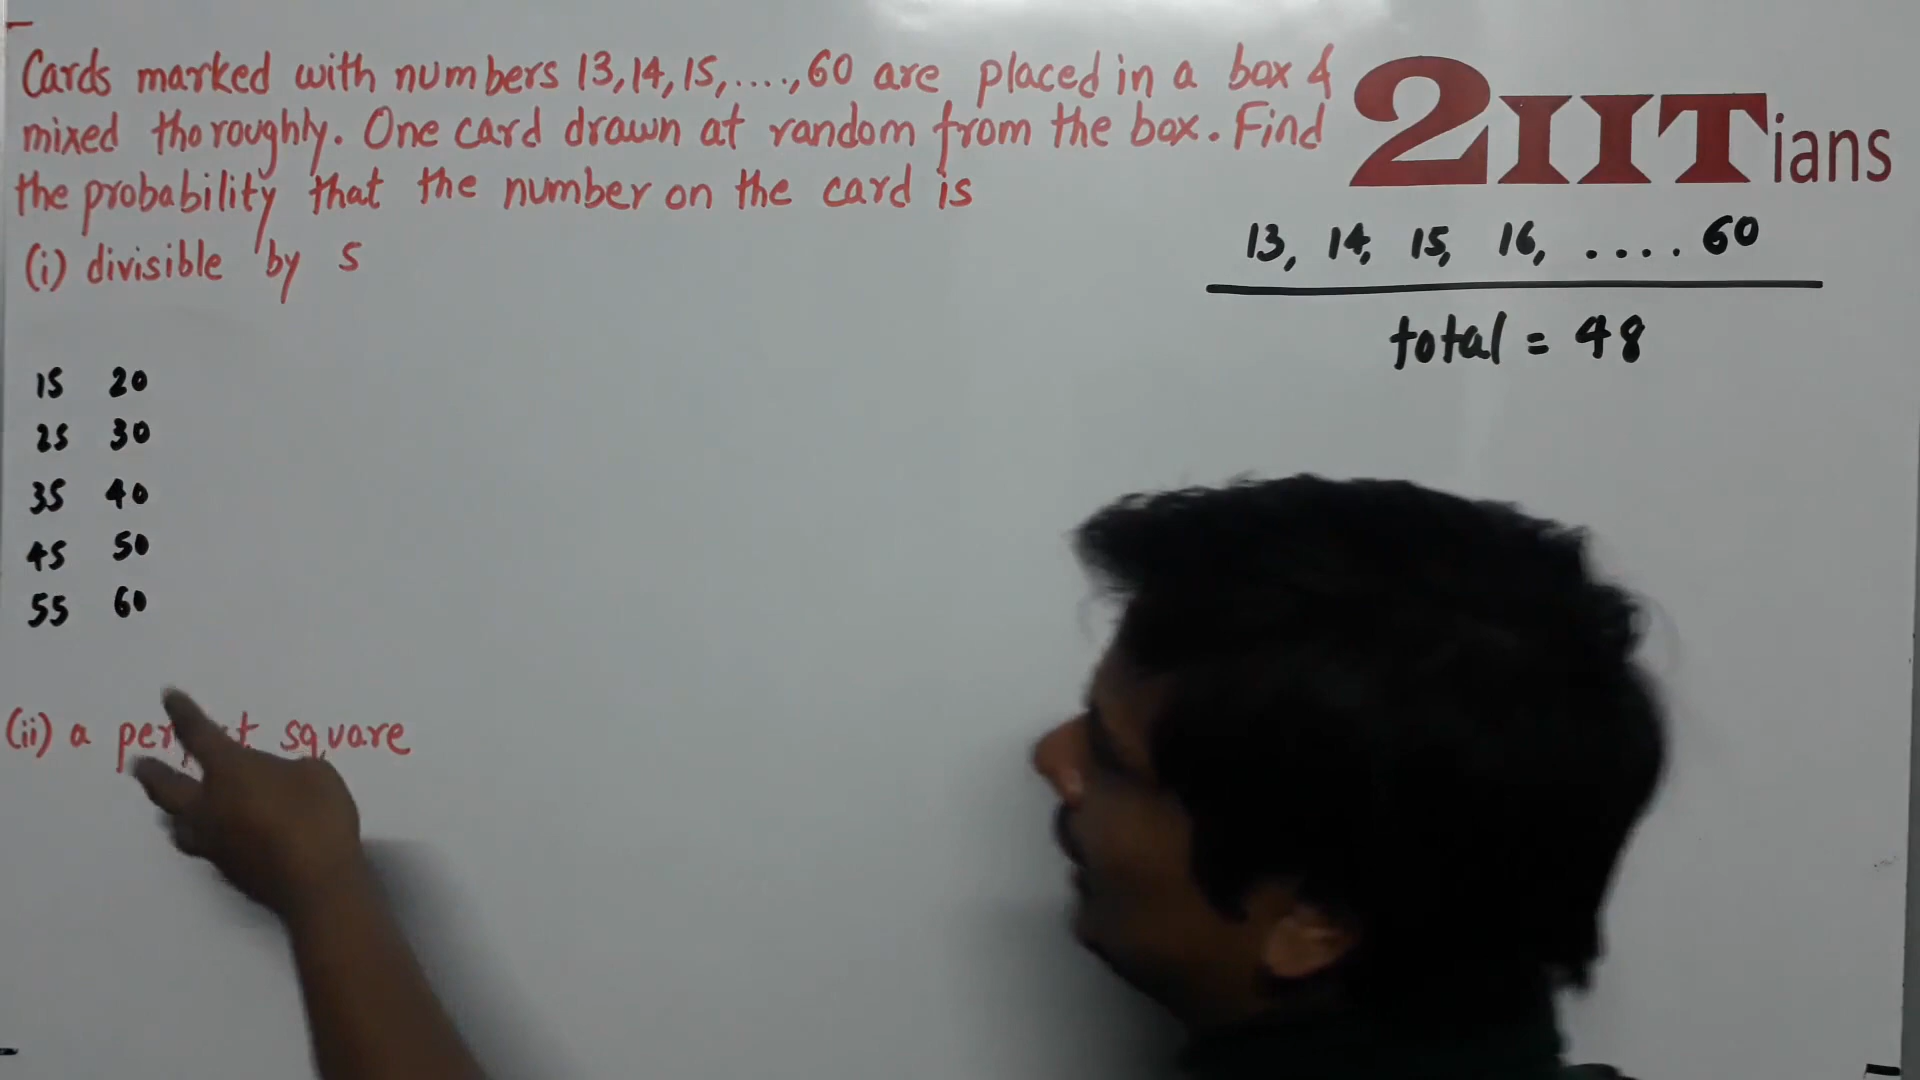 Cards marked with numbers 13,14,15,....,60 are placed in a box &
mixed thoroughly. One card drawn at random from the box. Find
the probability that the number on the card is
(i) divisible by 5
2IITians
13, 14, 15, 16, .... 60
total = 48
15 20
25 30
35 40
45 50
55 60
(ii) a square